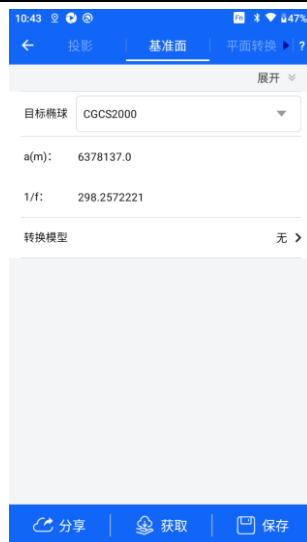 10:43 47%
投影 基准面 平面转换 ?
展开
目标椭球 CGCS2000
a(m): 6378137.0
1/f: 298.2572221
转换模型 无
分享 获取 保存